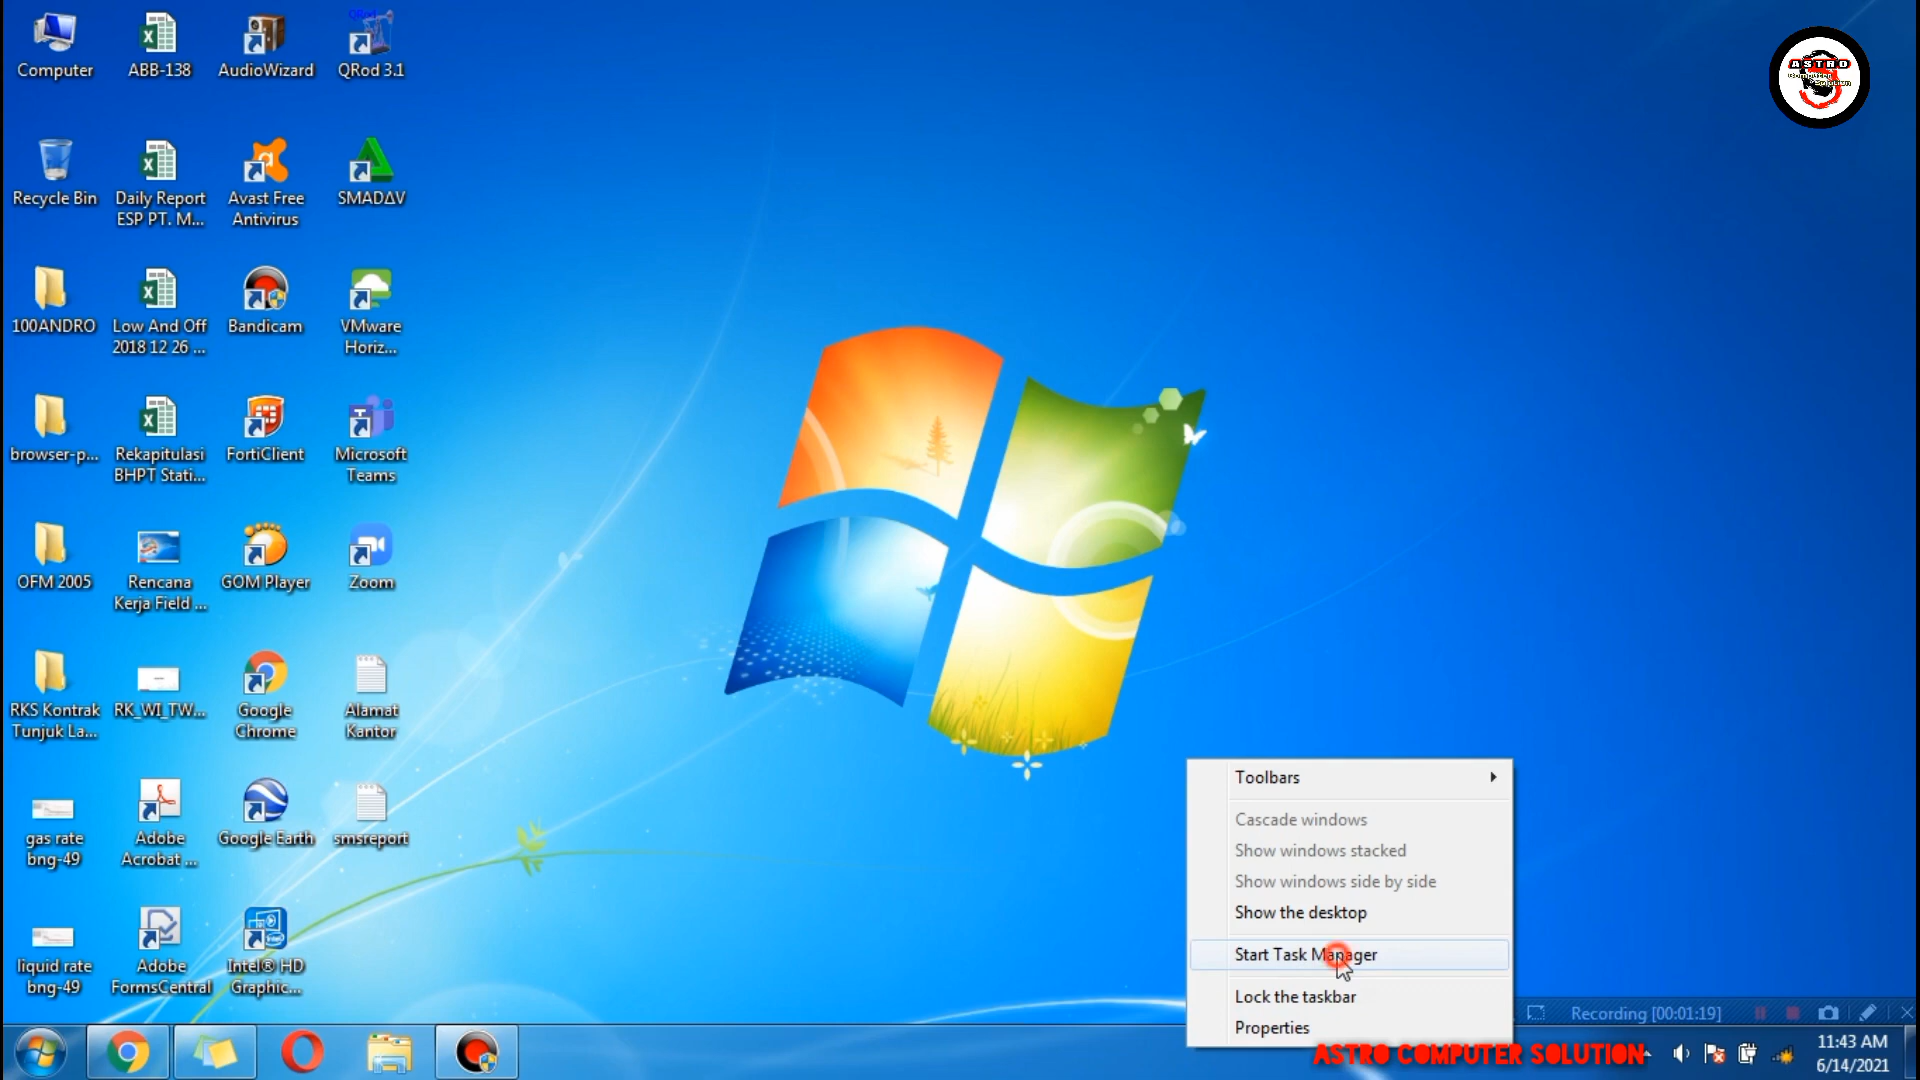 Computer
ABB-138
AudioWizard
QRod
QRod 3.1
Recycle Bin
Daily Report
ESP PT. M...
Avast Free
Antivirus
SMADΔV
100ANDRO
Low And Off
2018 12 26 ...
Bandicam
VMware
Horiz...
browser-p...
Rekapitulasi
BHPT Stati...
FortiClient
Microsoft
Teams
OFM 2005
Rencana
Kerja Field ...
GOM Player
Zoom
RKS Kontrak
Tunjuk La...
RK_WI_TW...
Google
Chrome
Alamat
Kantor
gas rate
bng-49
Adobe
Acrobat ...
Google Earth
smsreport
liquid rate
bng-49
Adobe
FormsCentral
Intel® HD
Graphic...
ASTRO
Computer
Solution
Toolbars
Cascade windows
Show windows stacked
Show windows side by side
Show the desktop
Start Task Manager
Lock the taskbar
Properties
Recording [00:01:19]
ASTRO COMPUTER SOLUTION
11:43 AM
6/14/2021